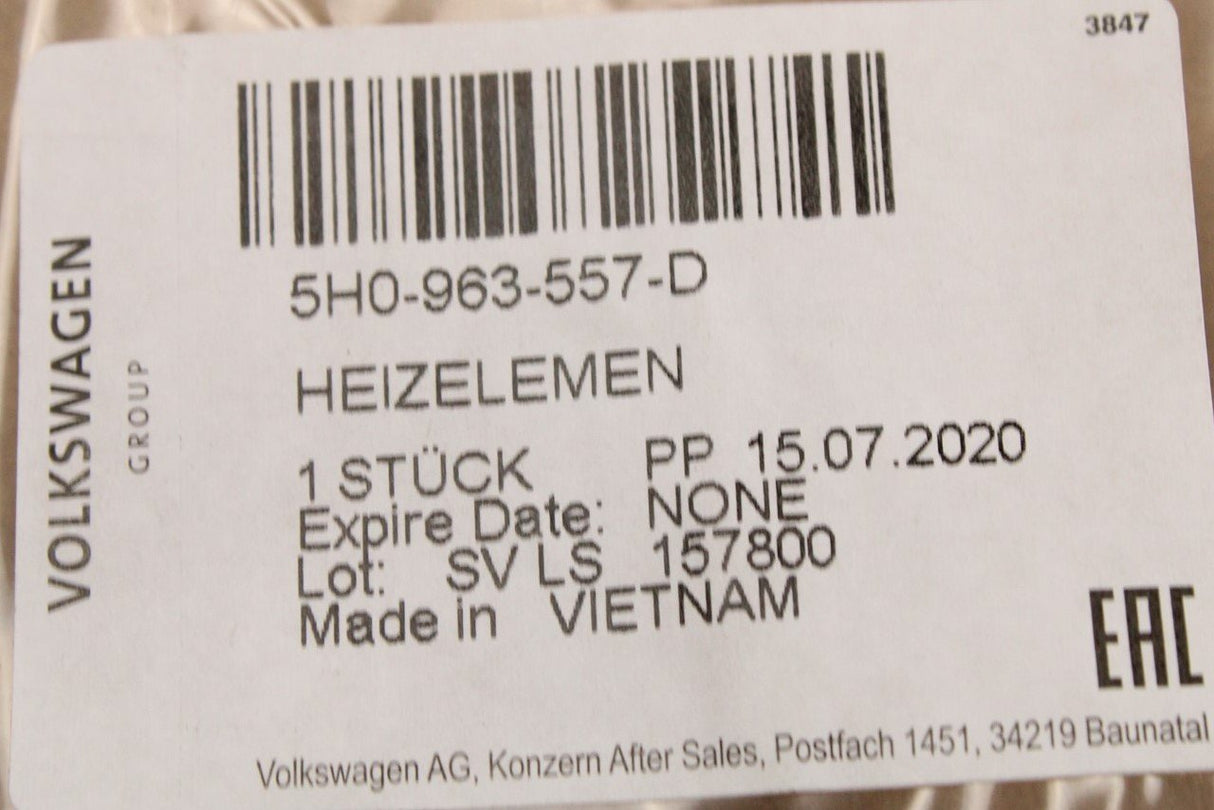 3847
VOLKSWAGEN
GROUP
5H0-963-557-D
HEIZELEMEN
1 STÜCK PP 15.07.2020
Expire Date: NONE
Lot: SV LS 157800
Made in VIETNAM
EAC
Volkswagen AG, Konzern After Sales, Postfach 1451, 34219 Baunatal